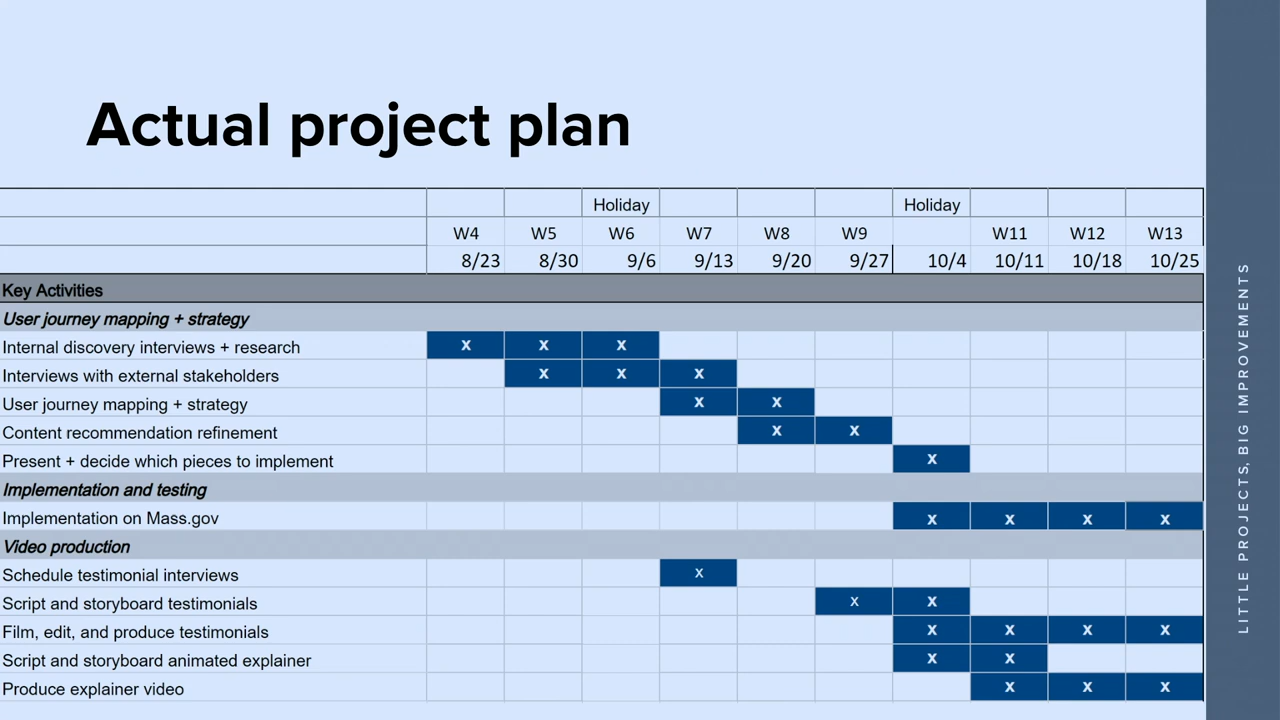 Actual project plan
Holiday Holiday
W4 W5 W6 W7 W8 W9 W11 W12 W13
8/23 8/30 9/6 9/13 9/20 9/27 10/4 10/11 10/18 10/25
Key Activities
User journey mapping + strategy
Internal discovery interviews + research x x x
Interviews with external stakeholders x x x
User journey mapping + strategy x x
Content recommendation refinement x x
Present + decide which pieces to implement x
Implementation and testing
Implementation on Mass.gov x x x x
Video production
Schedule testimonial interviews x
Script and storyboard testimonials x x
Film, edit, and produce testimonials x x x x
Script and storyboard animated explainer x x
Produce explainer video x x x
LITTLE PROJECTS, BIG IMPROVEMENTS